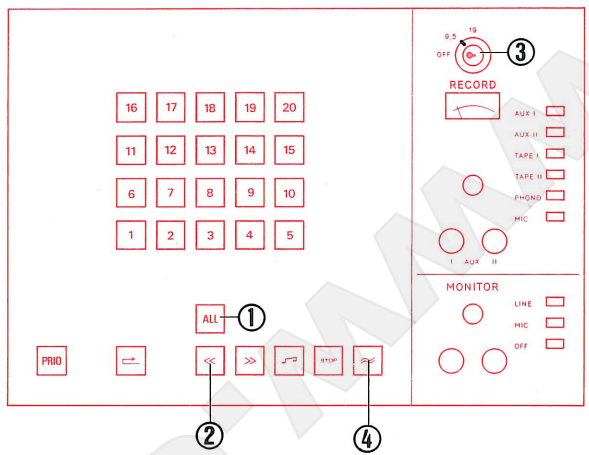 19
9,5
OFF
③
RECORD
16 17 18 19 20
11 12 13 14 15
6 7 8 9 10
1 2 3 4 5
AUX I
AUX II
TAPE I
TAPE II
PHONO
MIC
I AUX II
MONITOR
LINE
MIC
OFF
ALL ①
PRIO
<< >> STOP
② ④